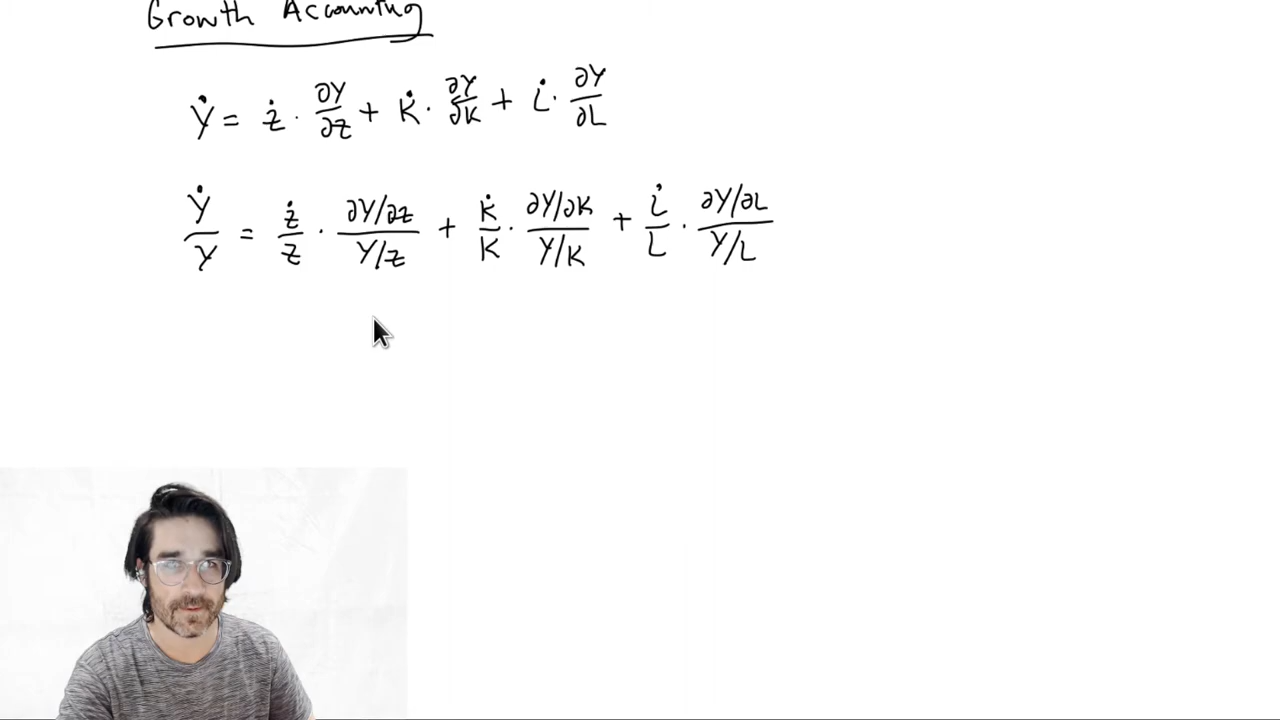 Growth Accounting
Ẏ = ż · ∂Y/∂z + K̇ · ∂Y/∂K + L̇ · ∂Y/∂L
Ẏ/Y = ż/z · (∂Y/∂z)/(Y/z) + K̇/K · (∂Y/∂K)/(Y/K) + L̇/L · (∂Y/∂L)/(Y/L)